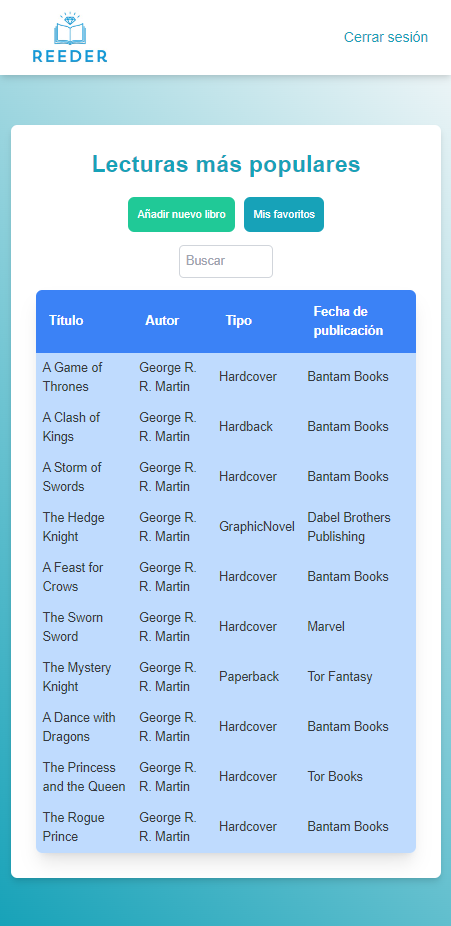 REEDER
Cerrar sesión
Lecturas más populares
Añadir nuevo libro
Mis favoritos
Buscar
Título Autor Tipo Fecha de
publicación
A Game of George R.
Thrones R. Martin Hardcover Bantam Books
A Clash of George R.
Kings R. Martin Hardback Bantam Books
A Storm of George R.
Swords R. Martin Hardcover Bantam Books
The Hedge George R. GraphicNovel Dabel Brothers
Knight R. Martin Publishing
A Feast for George R.
Crows R. Martin Hardcover Bantam Books
The Sworn George R.
Sword R. Martin Hardcover Marvel
The Mystery George R.
Knight R. Martin Paperback Tor Fantasy
A Dance with George R.
Dragons R. Martin Hardcover Bantam Books
The Princess George R.
and the Queen R. Martin Hardcover Tor Books
The Rogue George R.
Prince R. Martin Hardcover Bantam Books